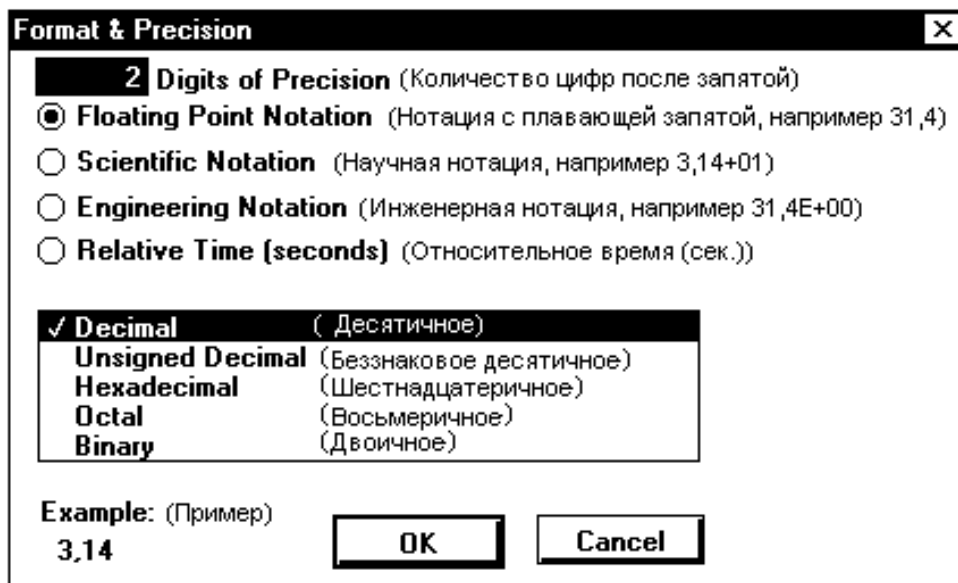 Format & Precision
2 Digits of Precision (Количество цифр после запятой)
Floating Point Notation (Нотация с плавающей запятой, например 31,4)
Scientific Notation (Научная нотация, например 3,14+01)
Engineering Notation (Инженерная нотация, например 31,4E+00)
Relative Time (seconds) (Относительное время (сек.))
✓ Decimal ( Десятичное)
Unsigned Decimal (Беззнаковое десятичное)
Hexadecimal (Шестнадцатеричное)
Octal (Восьмеричное)
Binary (Двоичное)
Example: (Пример)
3,14
OK Cancel